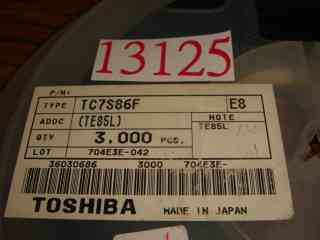 13125
P/N:
TYPE TC7S86F E8
ADDC (TE85L) NOTE
QTY 3,000 PCS. TE85L
LOT 704E3E-042
36030686 3000 704E3E-
TOSHIBA MADE IN JAPAN